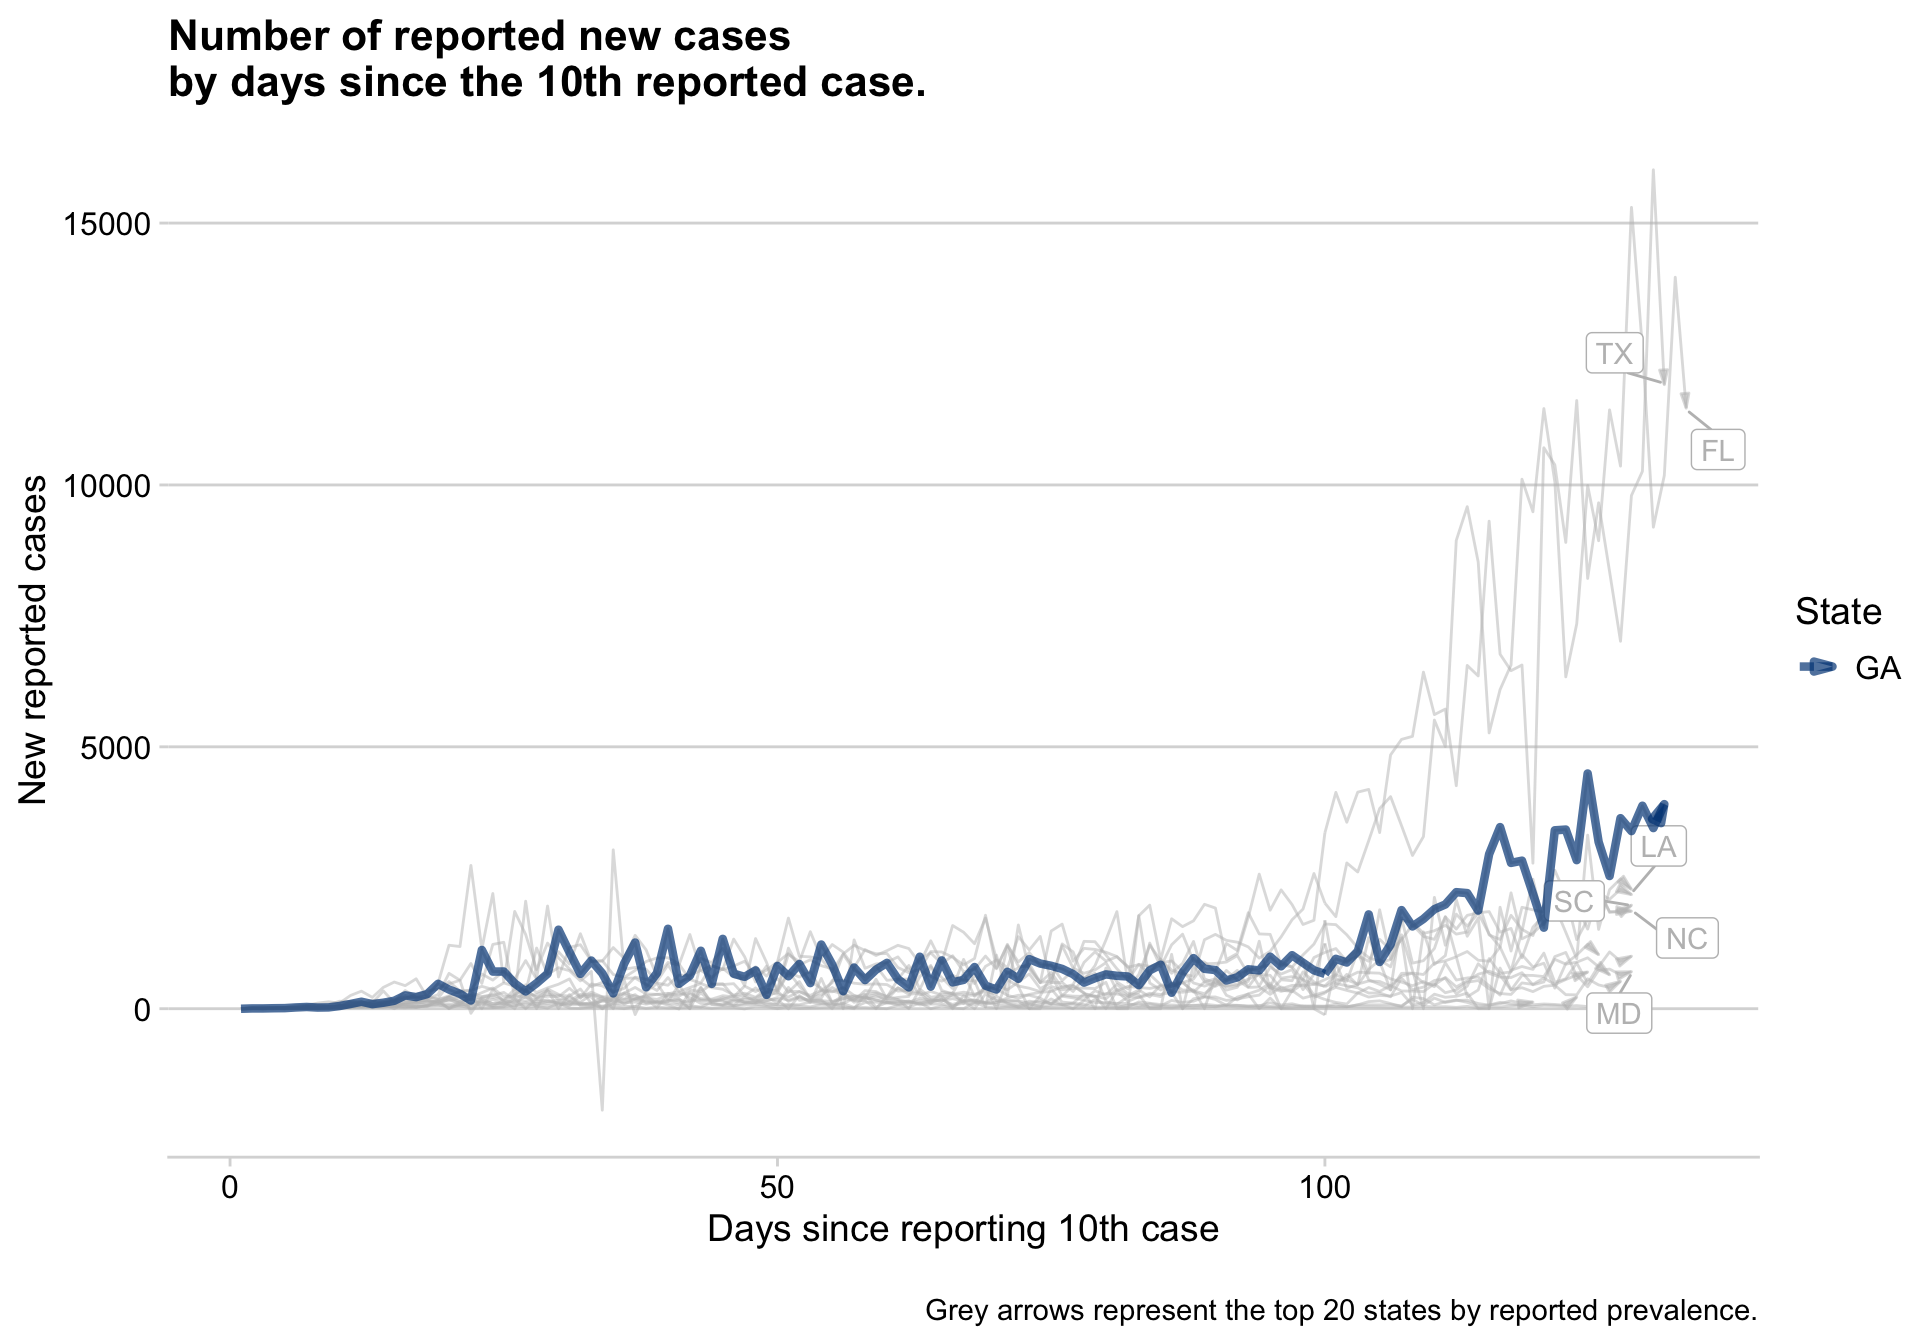 Number of reported new cases
by days since the 10th reported case.
15000
10000
5000
0
New reported cases
TX
FL
LA
SC
NC
MD
State
GA
0
50
100
Days since reporting 10th case
Grey arrows represent the top 20 states by reported prevalence.